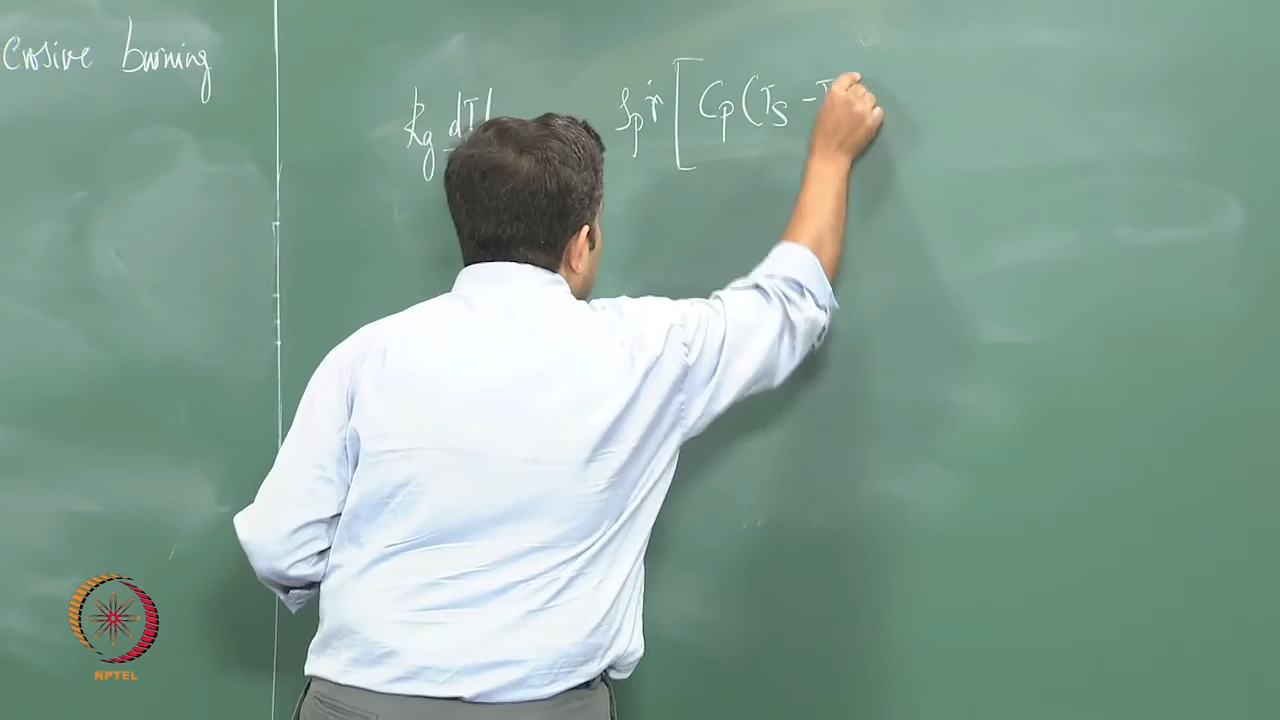 Erosive burning
kg dT| ρp ṙ [ Cp (Ts - T
NPTEL